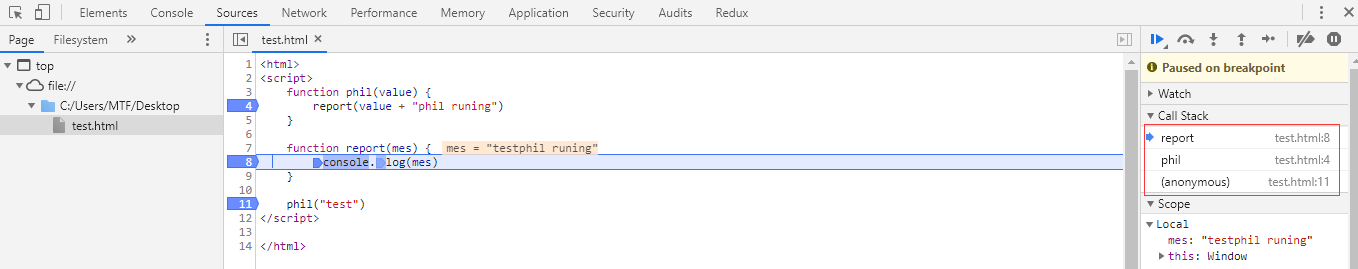 Elements Console Sources Network Performance Memory Application Security Audits Redux
Page Filesystem »
top
file://
C:/Users/MTF/Desktop
test.html
test.html ×
1 <html>
2 <script>
3 function phil(value) {
4 report(value + "phil runing")
5 }
6
7 function report(mes) { mes = "testphil runing"
8 console.log(mes)
9 }
10
11 phil("test")
12 </script>
13
14 </html>
Paused on breakpoint
Watch
Call Stack
report test.html:8
phil test.html:4
(anonymous) test.html:11
Scope
Local
mes: "testphil runing"
this: Window